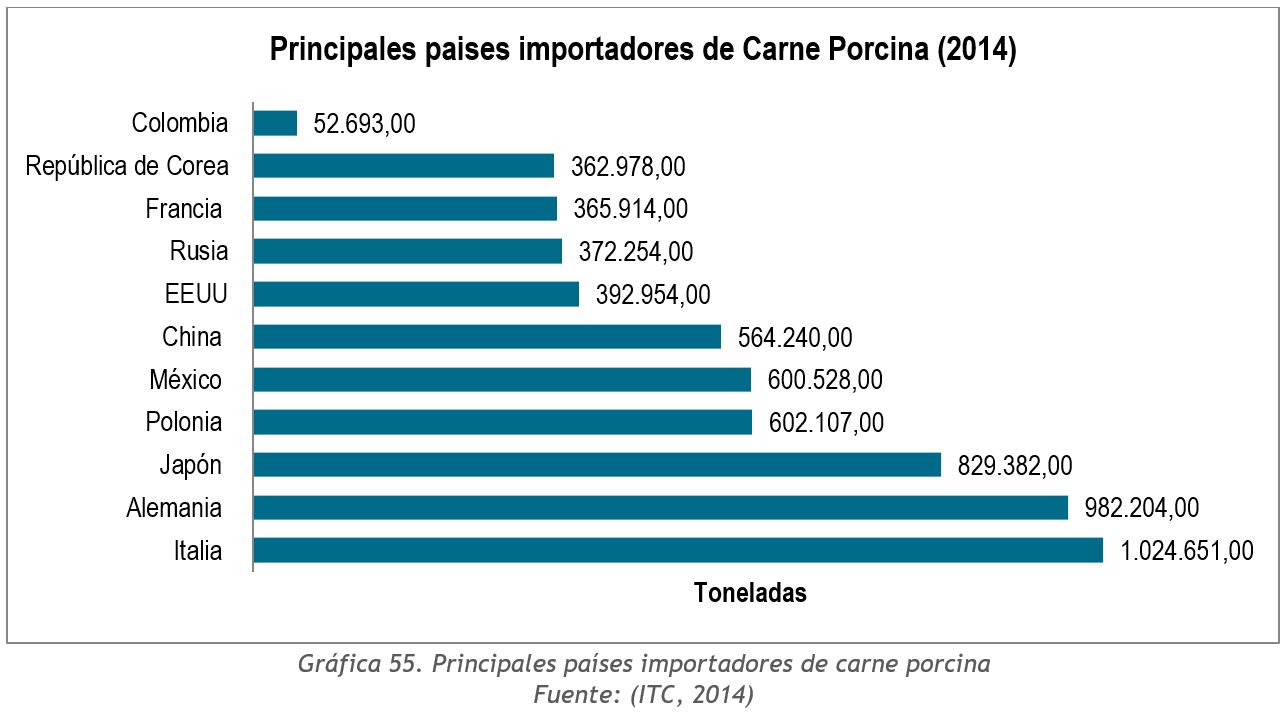 Principales paises importadores de Carne Porcina (2014)
Colombia 52.693,00
República de Corea 362.978,00
Francia 365.914,00
Rusia 372.254,00
EEUU 392.954,00
China 564.240,00
México 600.528,00
Polonia 602.107,00
Japón 829.382,00
Alemania 982.204,00
Italia 1.024.651,00
Toneladas
Gráfica 55. Principales países importadores de carne porcina
Fuente: (ITC, 2014)